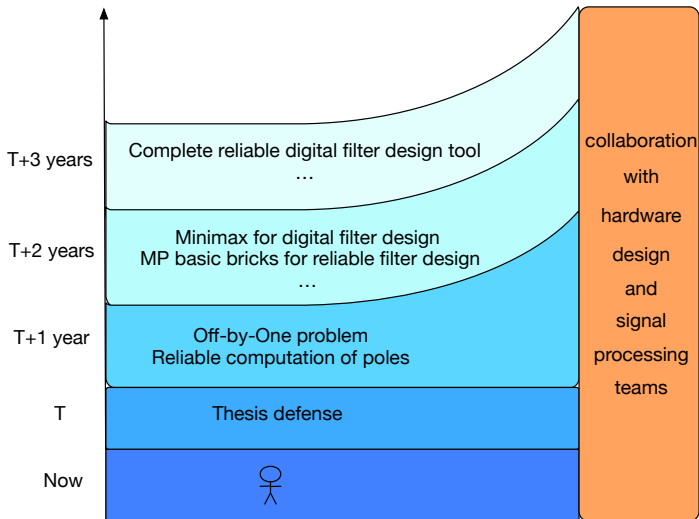 T+3 years
Complete reliable digital filter design tool
...
T+2 years
Minimax for digital filter design
MP basic bricks for reliable filter design
...
T+1 year
Off-by-One problem
Reliable computation of poles
T
Thesis defense
Now
collaboration
with
hardware
design
and
signal
processing
teams